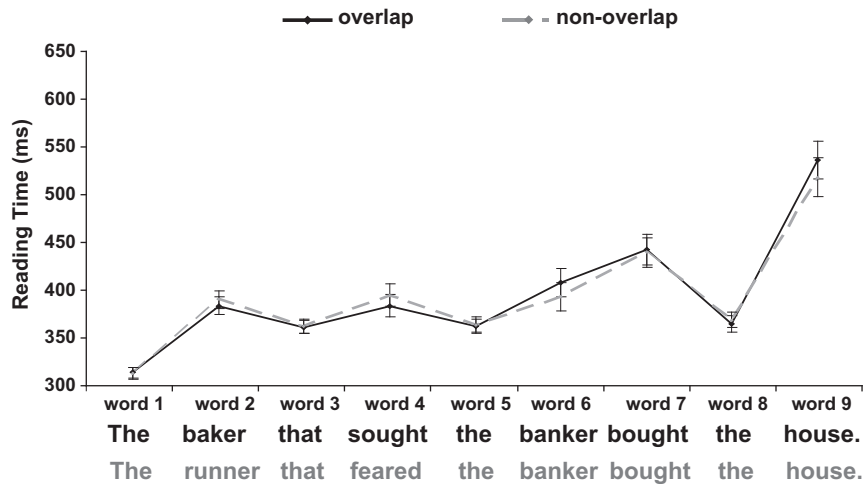 overlap non-overlap
650
600
550
500
450
400
350
300
Reading Time (ms)
word 1 word 2 word 3 word 4 word 5 word 6 word 7 word 8 word 9
The baker that sought the banker bought the house.
The runner that feared the banker bought the house.